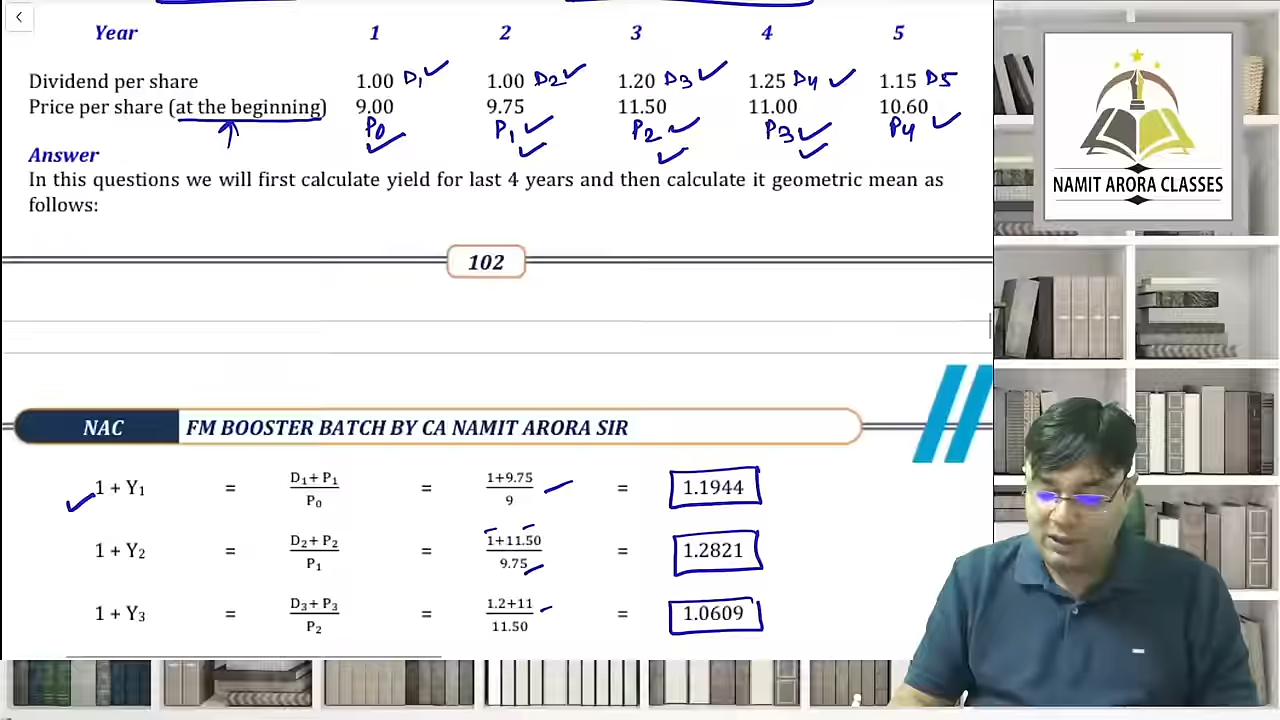 Year 1 2 3 4 5
Dividend per share 1.00 D1 ✓ 1.00 D2 ✓ 1.20 D3 ✓ 1.25 D4 ✓ 1.15 D5
Price per share (at the beginning) 9.00 9.75 11.50 11.00 10.60
P0 ✓ P1 ✓ P2 ✓ P3 ✓ P4 ✓
Answer
In this questions we will first calculate yield for last 4 years and then calculate it geometric mean as
follows:
102
NAC FM BOOSTER BATCH BY CA NAMIT ARORA SIR
1 + Y1 = (D1 + P1)/P0 = (1+9.75)/9 = 1.1944
1 + Y2 = (D2 + P2)/P1 = (1+11.50)/9.75 = 1.2821
1 + Y3 = (D3 + P3)/P2 = (1.2+11)/11.50 = 1.0609
NAMIT ARORA CLASSES